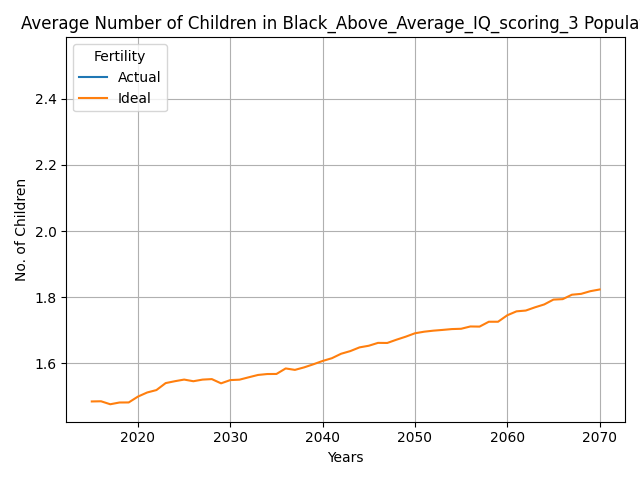 Average Number of Children in Black_Above_Average_IQ_scoring_3 Popula
Fertility
Actual
Ideal
2.4
2.2
2.0
1.8
1.6
No. of Children
2020 2030 2040 2050 2060 2070
Years